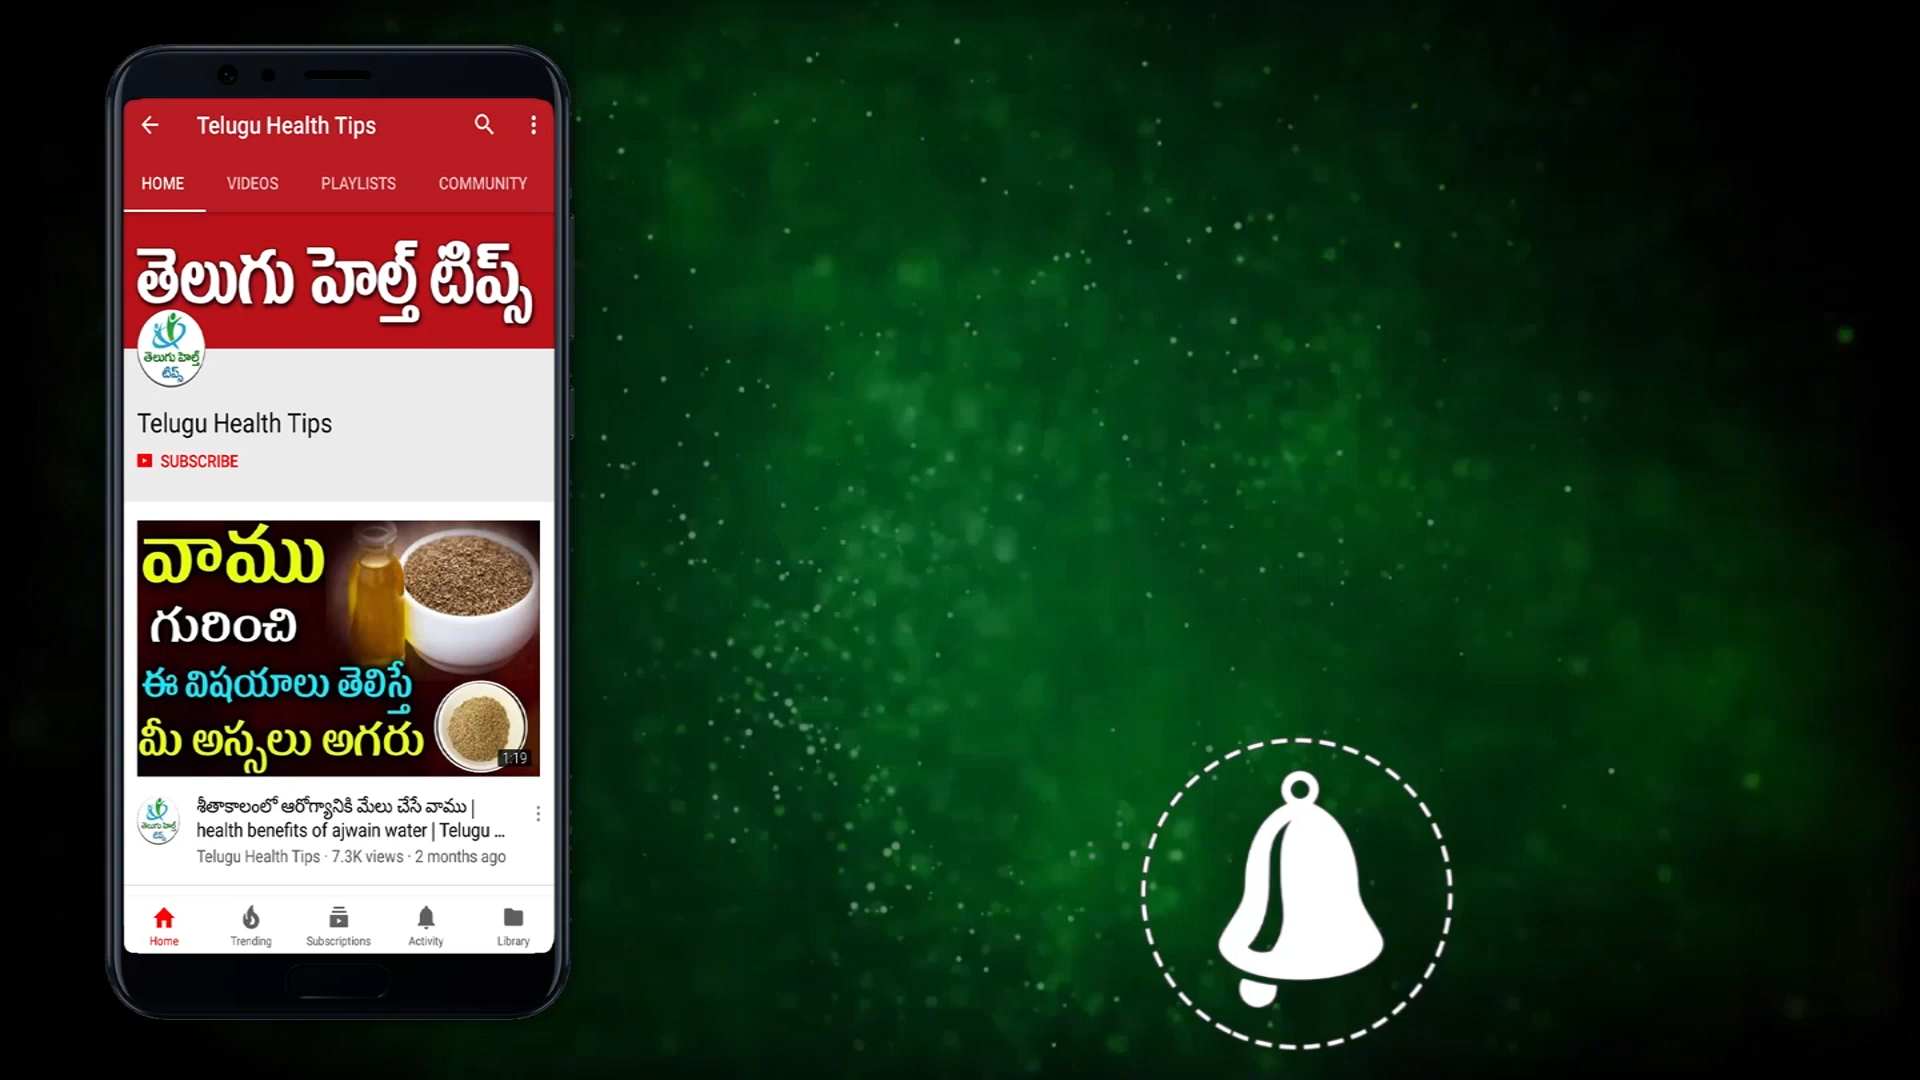 Telugu Health Tips
HOME VIDEOS PLAYLISTS COMMUNITY
తెలుగు హెల్త్ టిప్స్
తెలుగు హెల్త్
టిప్స్
Telugu Health Tips
SUBSCRIBE
వాము
గురించి
ఈ విషయాలు తెలిస్తే
మీ అస్సలు అగరు
1:19
శీతాకాలంలో ఆరోగ్యానికి మేలు చేసే వాము |
health benefits of ajwain water | Telugu ...
Telugu Health Tips · 7.3K views · 2 months ago
తెలుగు హెల్త్
టిప్స్
Home Trending Subscriptions Activity Library